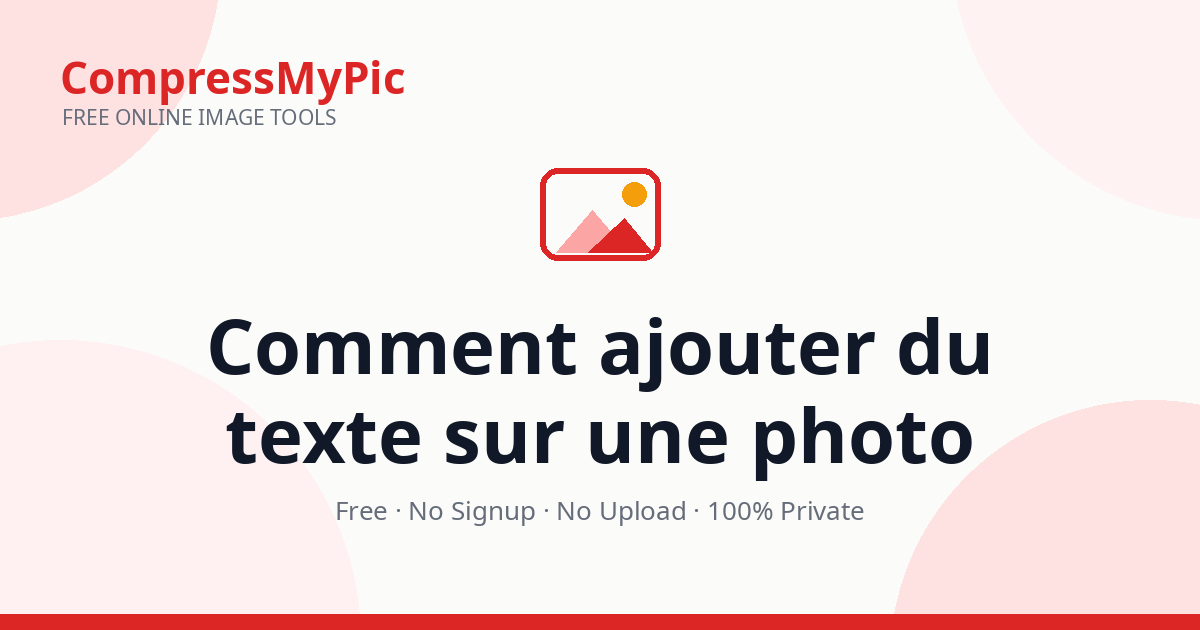 CompressMyPic
FREE ONLINE IMAGE TOOLS
Comment ajouter du
texte sur une photo
Free · No Signup · No Upload · 100% Private